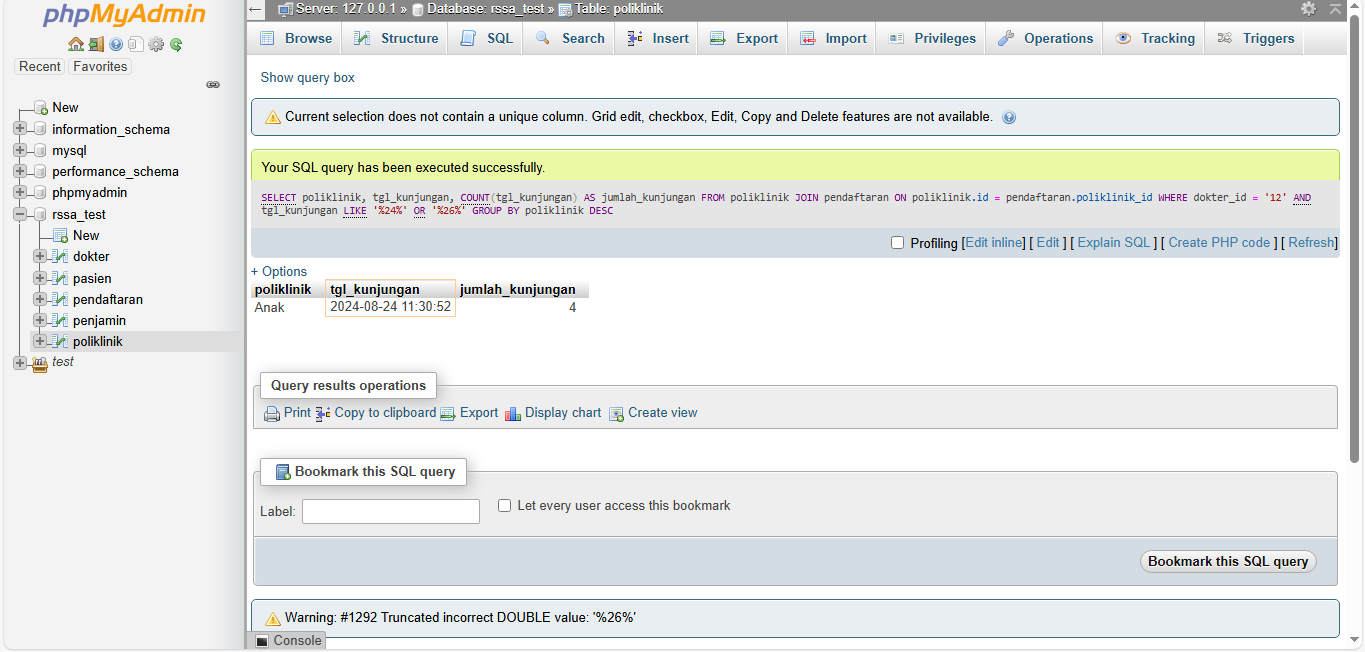 phpMyAdmin
Recent Favorites
New
information_schema
mysql
performance_schema
phpmyadmin
rssa_test
New
dokter
pasien
pendaftaran
penjamin
poliklinik
test
Server: 127.0.0.1 » Database: rssa_test » Table: poliklinik
Browse Structure SQL Search Insert Export Import Privileges Operations Tracking Triggers
Show query box
Current selection does not contain a unique column. Grid edit, checkbox, Edit, Copy and Delete features are not available.
Your SQL query has been executed successfully.
SELECT poliklinik, tgl_kunjungan, COUNT(tgl_kunjungan) AS jumlah_kunjungan FROM poliklinik JOIN pendaftaran ON poliklinik.id = pendaftaran.poliklinik_id WHERE dokter_id = '12' AND
tgl_kunjungan LIKE '%24%' OR '%26%' GROUP BY poliklinik DESC
Profiling [Edit inline] [ Edit ] [ Explain SQL ] [ Create PHP code ] [ Refresh]
+ Options
poliklinik tgl_kunjungan jumlah_kunjungan
Anak 2024-08-24 11:30:52 4
Query results operations
Print Copy to clipboard Export Display chart Create view
Bookmark this SQL query
Label: Let every user access this bookmark
Bookmark this SQL query
Warning: #1292 Truncated incorrect DOUBLE value: '%26%'
Console